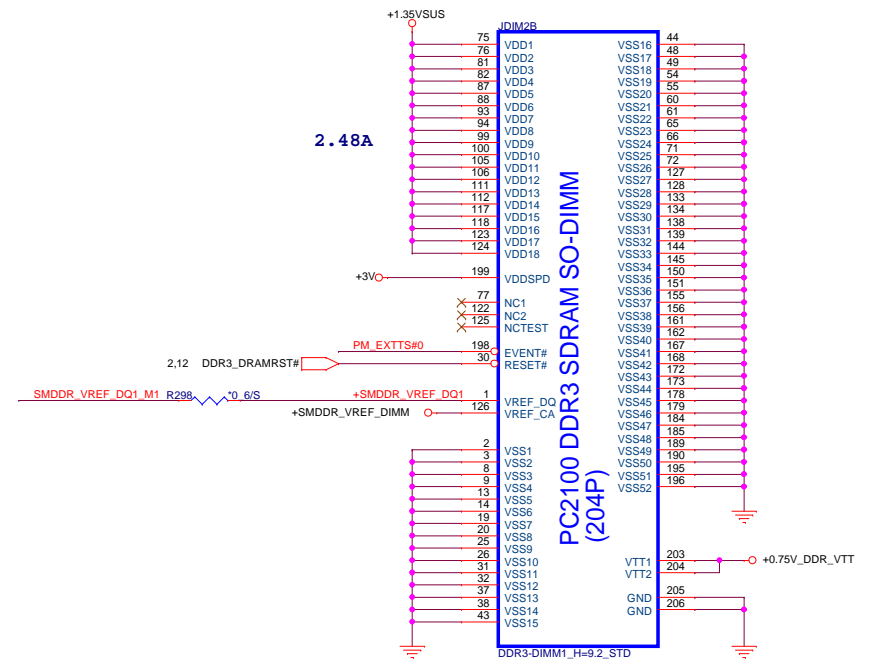 +1.35VSUS
JDIM2B
2.48A
75 VDD1
76 VDD2
81 VDD3
82 VDD4
87 VDD5
88 VDD6
93 VDD7
94 VDD8
99 VDD9
100 VDD10
105 VDD11
106 VDD12
111 VDD13
112 VDD14
117 VDD15
118 VDD16
123 VDD17
124 VDD18
+3V 199 VDDSPD
77 NC1
122 NC2
125 NCTEST
PM_EXTTS#0 198 EVENT#
2,12 DDR3_DRAMRST# 30 RESET#
SMDDR_VREF_DQ1_M1 R298 *0_6/S +SMDDR_VREF_DQ1 1 VREF_DQ
+SMDDR_VREF_DIMM 126 VREF_CA
2 VSS1
3 VSS2
8 VSS3
9 VSS4
13 VSS5
14 VSS6
19 VSS7
20 VSS8
25 VSS9
26 VSS10
31 VSS11
32 VSS12
37 VSS13
38 VSS14
43 VSS15
PC2100 DDR3 SDRAM SO-DIMM
(204P)
VSS16 44
VSS17 48
VSS18 49
VSS19 54
VSS20 55
VSS21 60
VSS22 61
VSS23 65
VSS24 66
VSS25 71
VSS26 72
VSS27 127
VSS28 128
VSS29 133
VSS30 134
VSS31 138
VSS32 139
VSS33 144
VSS34 145
VSS35 150
VSS36 151
VSS37 155
VSS38 156
VSS39 161
VSS40 162
VSS41 167
VSS42 168
VSS43 172
VSS44 173
VSS45 178
VSS46 179
VSS47 184
VSS48 185
VSS49 189
VSS50 190
VSS51 195
VSS52 196
VTT1 203 +0.75V_DDR_VTT
VTT2 204
GND 205
GND 206
DDR3-DIMM1_H=9.2_STD